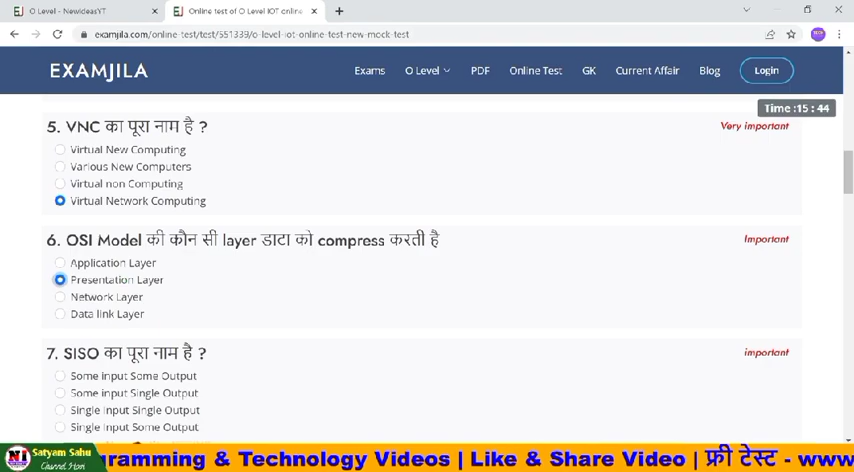 O Level - NewideasYT
Online test of O Level IOT online
examjila.com/online-test/test/551339/o-level-iot-online-test-new-mock-test
EXAMJILA
Exams
O Level
PDF
Online Test
GK
Current Affair
Blog
Login
Time :15 : 44
5. VNC का पूरा नाम है ?
Very important
Virtual New Computing
Various New Computers
Virtual non Computing
Virtual Network Computing
6. OSI Model की कौन सी layer डाटा को compress करती है
Important
Application Layer
Presentation Layer
Network Layer
Data link Layer
7. SISO का पूरा नाम है ?
important
Some input Some Output
Some input Single Output
Single Input Single Output
Single Input Some Output
Satyam Sahu
gramming & Technology Videos | Like & Share Video | फ्री टेस्ट - www